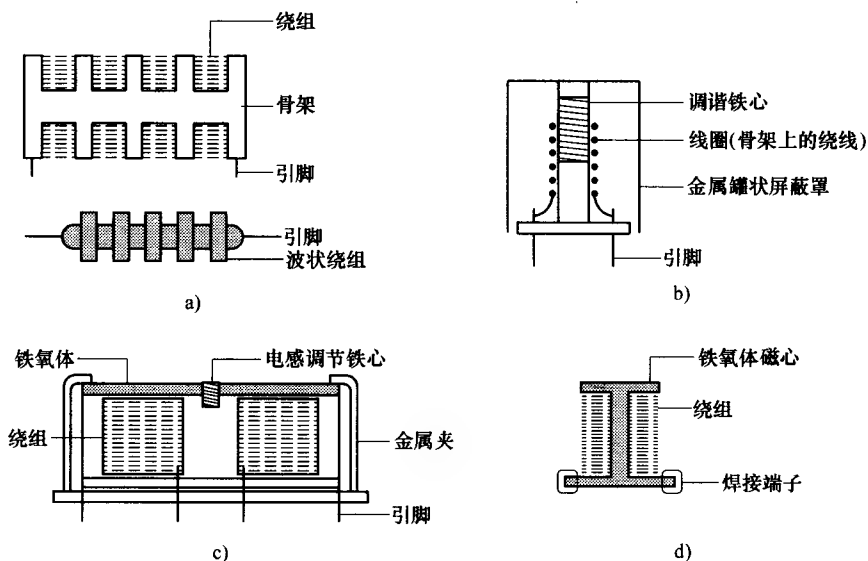 绕组
骨架
引脚
引脚
波状绕组
a)
调谐铁心
线圈(骨架上的绕线)
金属罐状屏蔽罩
引脚
b)
铁氧体
电感调节铁心
绕组
金属夹
引脚
c)
铁氧体磁心
绕组
焊接端子
d)